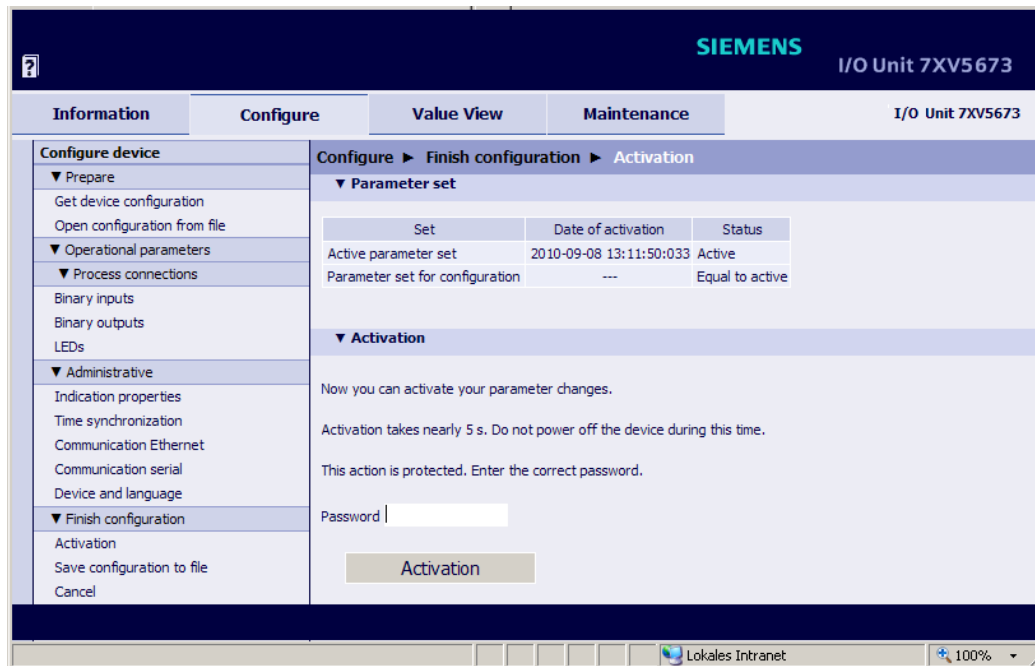 ?
SIEMENS
I/O Unit 7XV5673
Information Configure Value View Maintenance I/O Unit 7XV5673
Configure device
▼ Prepare
Get device configuration
Open configuration from file
▼ Operational parameters
▼ Process connections
Binary inputs
Binary outputs
LEDs
▼ Administrative
Indication properties
Time synchronization
Communication Ethernet
Communication serial
Device and language
▼ Finish configuration
Activation
Save configuration to file
Cancel
Configure ► Finish configuration ► Activation
▼ Parameter set
Set Date of activation Status
Active parameter set 2010-09-08 13:11:50:033 Active
Parameter set for configuration --- Equal to active
▼ Activation
Now you can activate your parameter changes.
Activation takes nearly 5 s. Do not power off the device during this time.
This action is protected. Enter the correct password.
Password
Activation
Lokales Intranet 100%